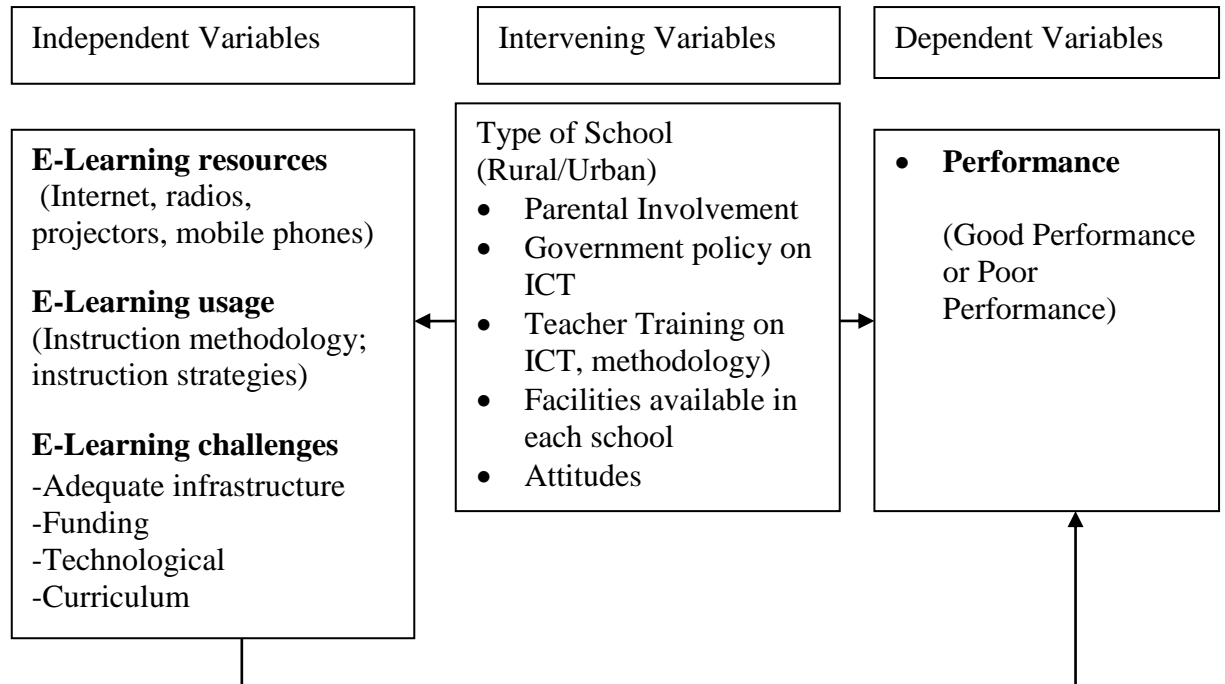 Independent Variables
Intervening Variables
Dependent Variables
E-Learning resources
(Internet, radios,
projectors, mobile phones)
E-Learning usage
(Instruction methodology;
instruction strategies)
E-Learning challenges
-Adequate infrastructure
-Funding
-Technological
-Curriculum
Type of School
(Rural/Urban)
• Parental Involvement
• Government policy on
ICT
• Teacher Training on
ICT, methodology)
• Facilities available in
each school
• Attitudes
• Performance
(Good Performance
or Poor
Performance)